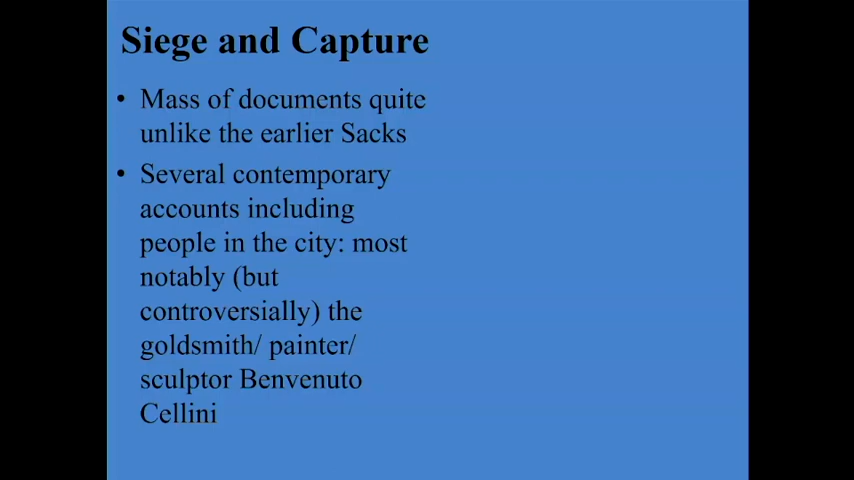 Siege and Capture
• Mass of documents quite
unlike the earlier Sacks
• Several contemporary
accounts including
people in the city: most
notably (but
controversially) the
goldsmith/ painter/
sculptor Benvenuto
Cellini